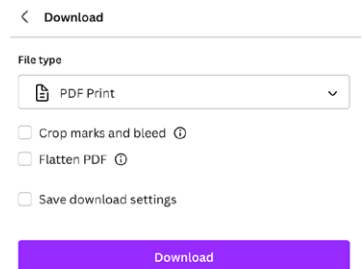 Download
File type
PDF Print
Crop marks and bleed
Flatten PDF
Save download settings
Download